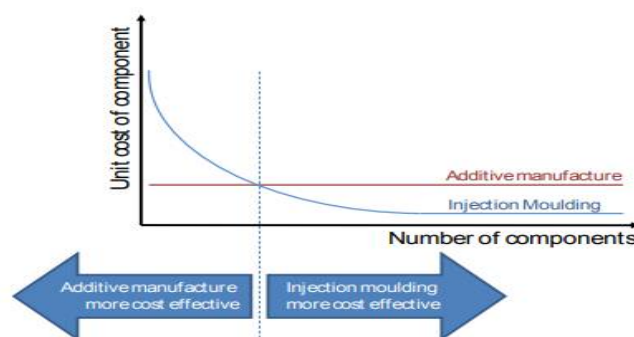 Unit cost of component
Additive manufacture
Injection Moulding
Number of components
Additive manufacture
more cost effective
Injection moulding
more cost effective